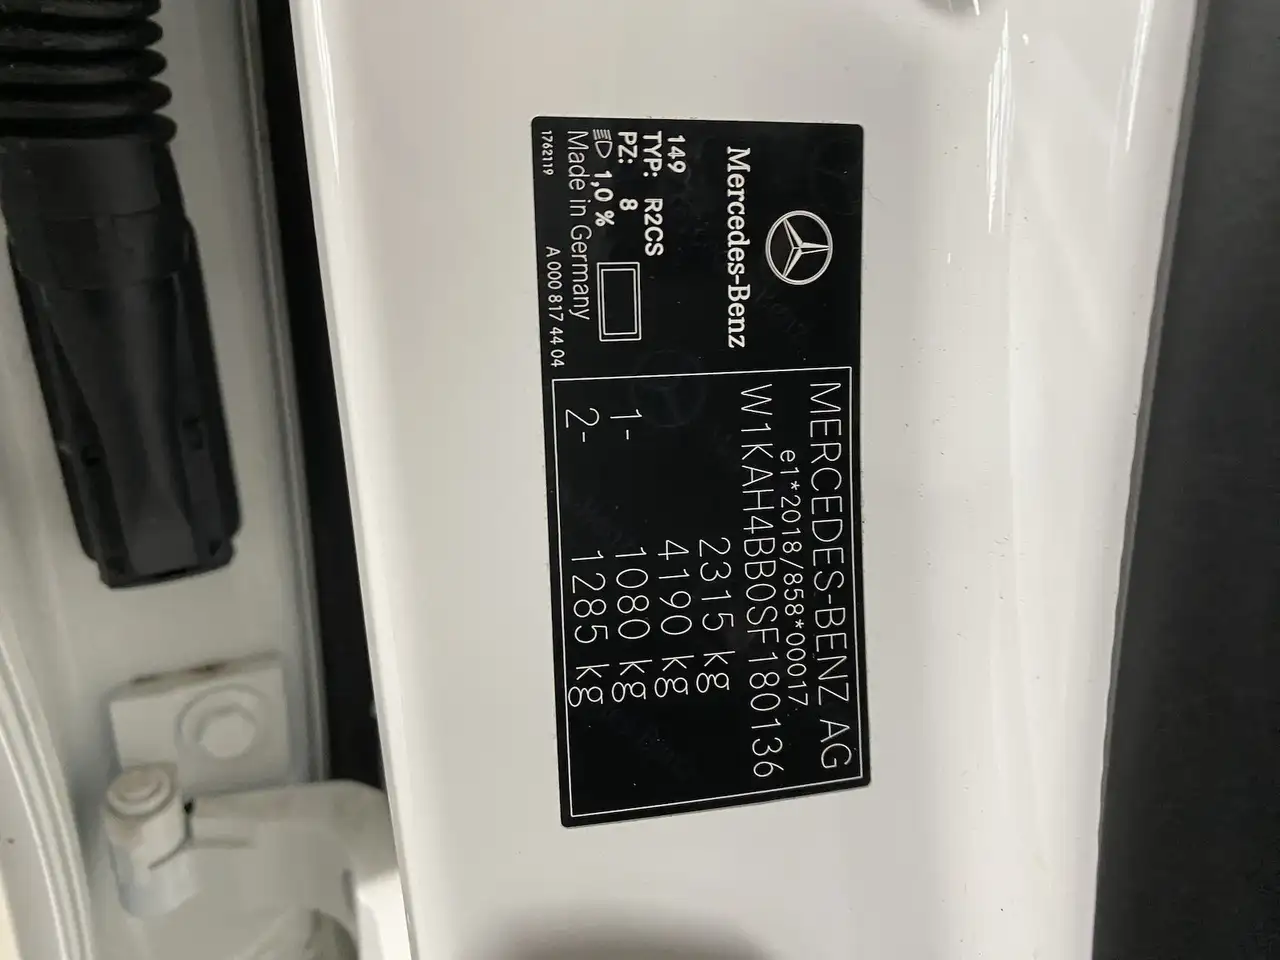 Mercedes-Benz
149
TYP: R2CS
PZ: 8
1,0 %
Made in Germany
1762119
A 000 817 44 04
MERCEDES-BENZ AG
e1*2018/858*00017
W1KAH4BB0SF180136
2315 kg
4190 kg
1- 1080 kg
2- 1285 kg